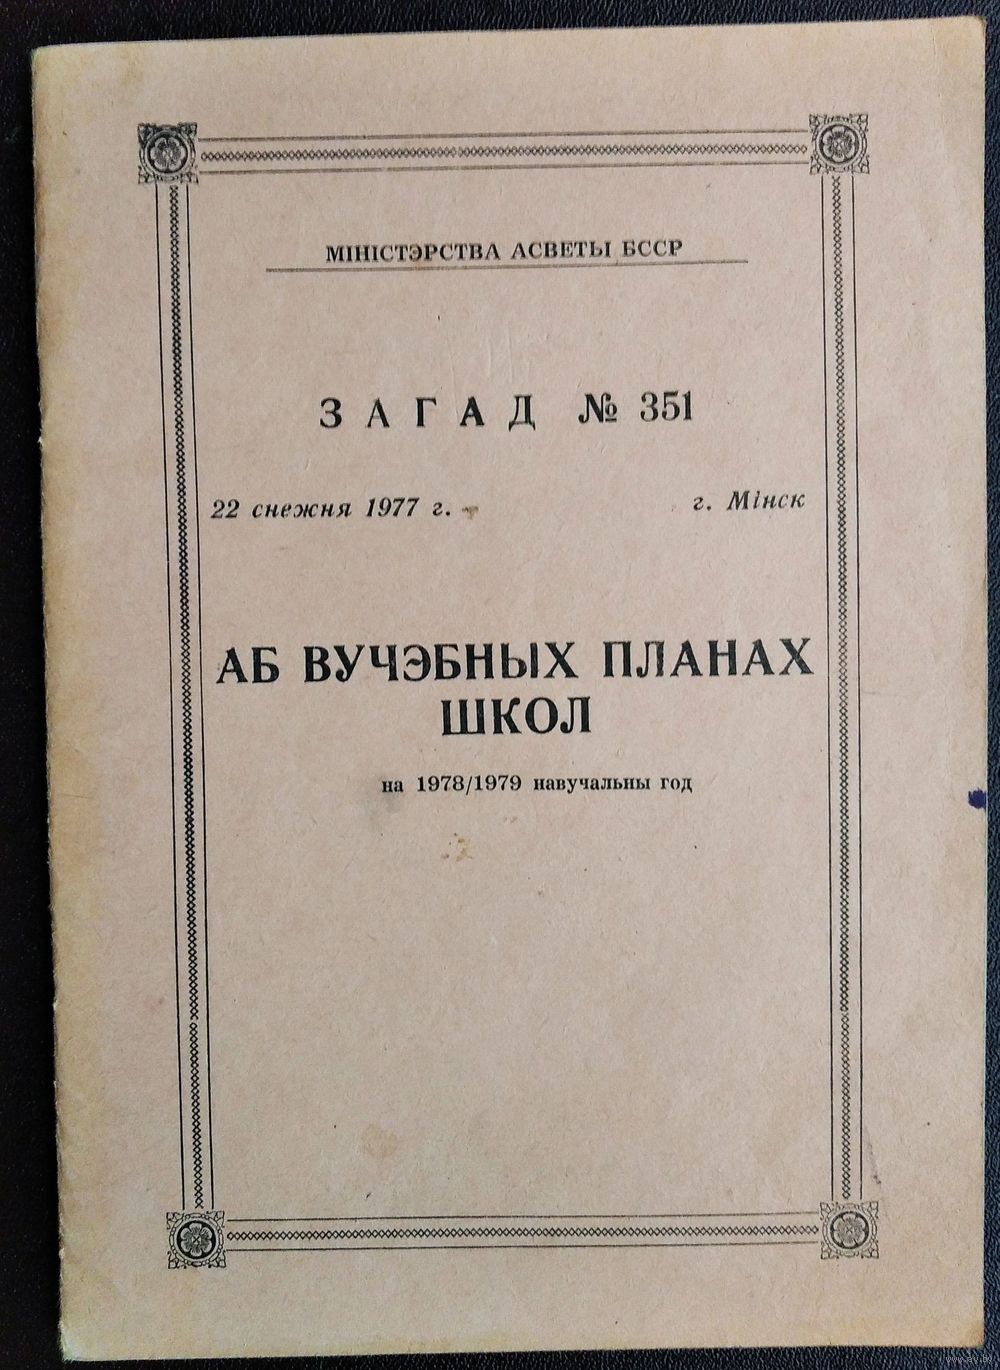 МІНІСТЭРСТВА АСВЕТЫ БССР
ЗАГАД № 351
22 снежня 1977 г. г. Мінск
АБ ВУЧЭБНЫХ ПЛАНАХ
ШКОЛ
на 1978/1979 навучальны год